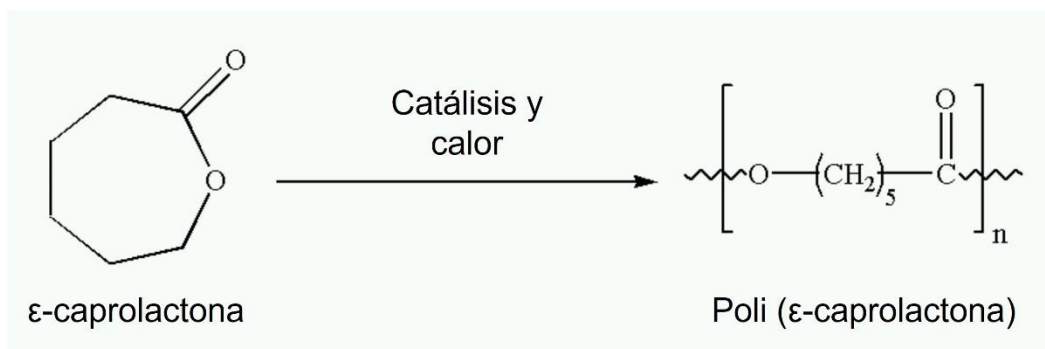 O
O
ε-caprolactona
Catálisis y
calor
O
O—(CH₂)₅—C
n
Poli (ε-caprolactona)